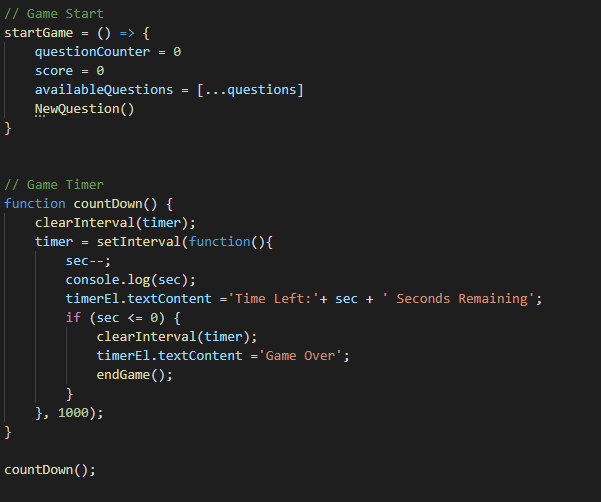 // Game Start
startGame = () => {
    questionCounter = 0
    score = 0
    availableQuestions = [...questions]
    NewQuestion()
}
// Game Timer
function countDown() {
    clearInterval(timer);
    timer = setInterval(function(){
        sec--;
        console.log(sec);
        timerEl.textContent ='Time Left:'+ sec + ' Seconds Remaining';
        if (sec <= 0) {
            clearInterval(timer);
            timerEl.textContent ='Game Over';
            endGame();
        }
    }, 1000);
}
countDown();